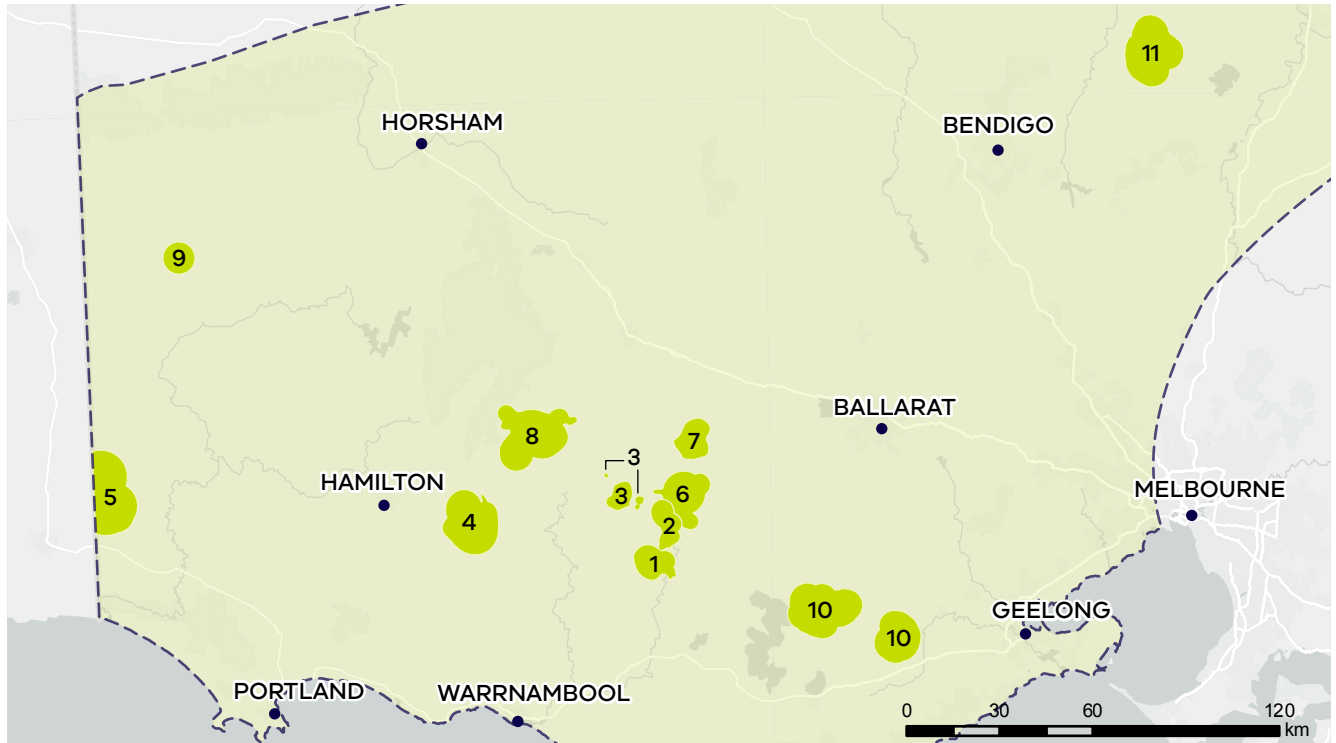 11
HORSHAM
BENDIGO
9
BALLARAT
8
7
3
HAMILTON
5
3
6
MELBOURNE
4
2
1
10
GEELONG
10
PORTLAND
WARRNAMBOOL
0 30 60 120
km